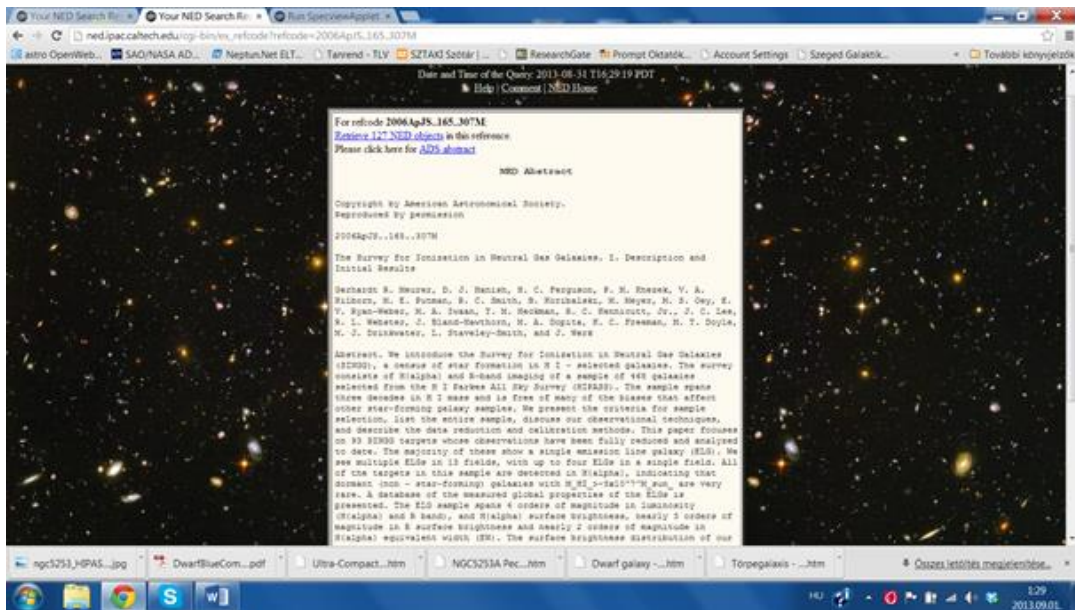 Your NED Search Re
Your NED Search Re
Run SpecviewApplet
ned.ipac.caltech.edu/cgi-bin/ex_refcode?refcode=2006ApJS..165..307M
astro OpenWeb...
SAO/NASA AD...
Neptun.Net ELT...
Tanrend - TLV
SZTAKI Szótár | ...
ResearchGate
Prompt Oktatók...
Account Settings
Szeged Galaktik...
További könyvjelzők
Date and Time of the Query: 2013-08-31 T16:29:19 PDT
Help | Comment | NED Home
For refcode 2006ApJS..165..307M:
Retrieve 127 NED objects in this reference.
Please click here for ADS abstract
NED Abstract
Copyright by American Astronomical Society.
Reproduced by permission
2006ApJS..165..307M
The Survey for Ionization in Neutral Gas Galaxies. I. Description and
Initial Results
Gerhardt R. Meurer, D. J. Hanish, H. C. Ferguson, P. M. Knezek, V. A.
Kilborn, M. E. Putman, R. C. Smith, B. Koribalski, M. Meyer, M. S. Oey, E.
V. Ryan-Weber, M. A. Zwaan, T. M. Heckman, R. C. Kennicutt, Jr., J. C. Lee,
R. L. Webster, J. Bland-Hawthorn, M. A. Dopita, K. C. Freeman, M. T. Doyle,
M. J. Drinkwater, L. Staveley-Smith, and J. Werk
Abstract. We introduce the Survey for Ionization in Neutral Gas Galaxies
(SINGG), a census of star formation in H I - selected galaxies. The survey
consists of H(alpha) and R-band imaging of a sample of 468 galaxies
selected from the H I Parkes All Sky Survey (HIPASS). The sample spans
three decades in H I mass and is free of many of the biases that affect
other star-forming galaxy samples. We present the criteria for sample
selection, list the entire sample, discuss our observational techniques,
and describe the data reduction and calibration methods. This paper focuses
on 93 SINGG targets whose observations have been fully reduced and analyzed
to date. The majority of these show a single emission line galaxy (ELG). We
see multiple ELGs in 13 fields, with up to four ELGs in a single field. All
of the targets in this sample are detected in H(alpha), indicating that
dormant (non - star-forming) galaxies with M_HI_>~3x10^7^M_sun_ are very
rare. A database of the measured global properties of the ELGs is
presented. The ELG sample spans 4 orders of magnitude in luminosity
(H(alpha) and R band), and H(alpha) surface brightness, nearly 3 orders of
magnitude in R surface brightness and nearly 2 orders of magnitude in
H(alpha) equivalent width (EW). The surface brightness distribution of our
ngc5253_HIPAS....jpg
DwarfBlueCom...pdf
Ultra-Compact....htm
NGC5253A Pec....htm
Dwarf galaxy -....htm
Törpegalaxis - ....htm
Összes letöltés megjelenítése...
HU
1:29
2013.09.01.